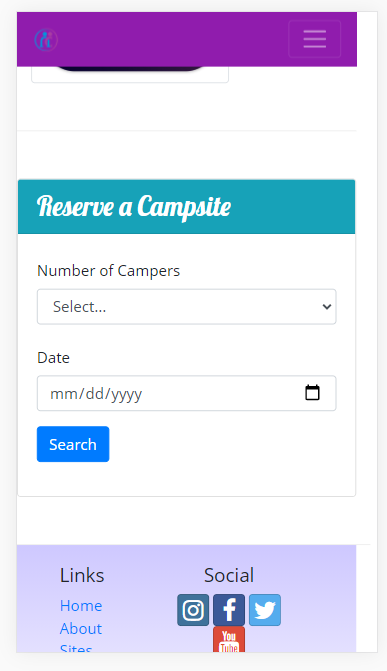 Reserve a Campsite
Number of Campers
Select...
Date
mm/dd/yyyy
Search
Links
Social
Home
About
Sites
You
Tube